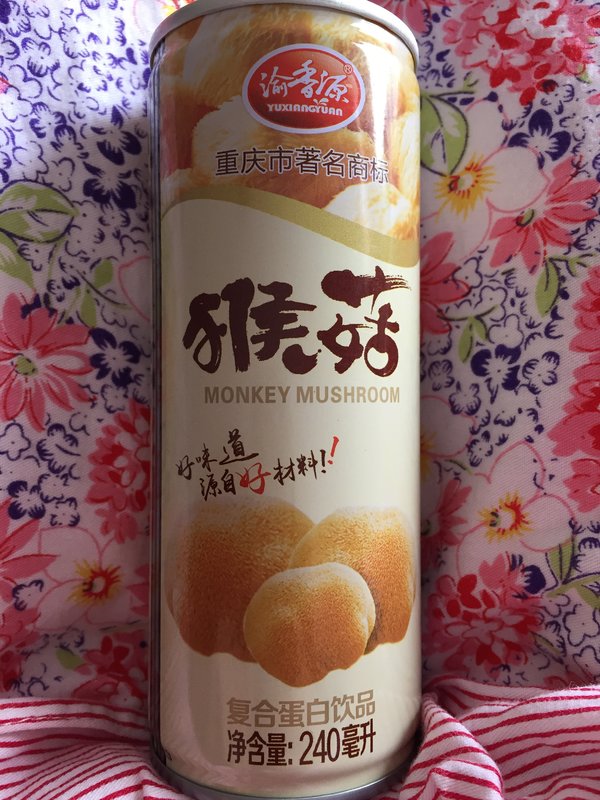 渝香源®
YUXIANGYUAN
重庆市著名商标
猴菇
MONKEY MUSHROOM
好味道
源自好材料!!
复合蛋白饮品
净含量: 240毫升